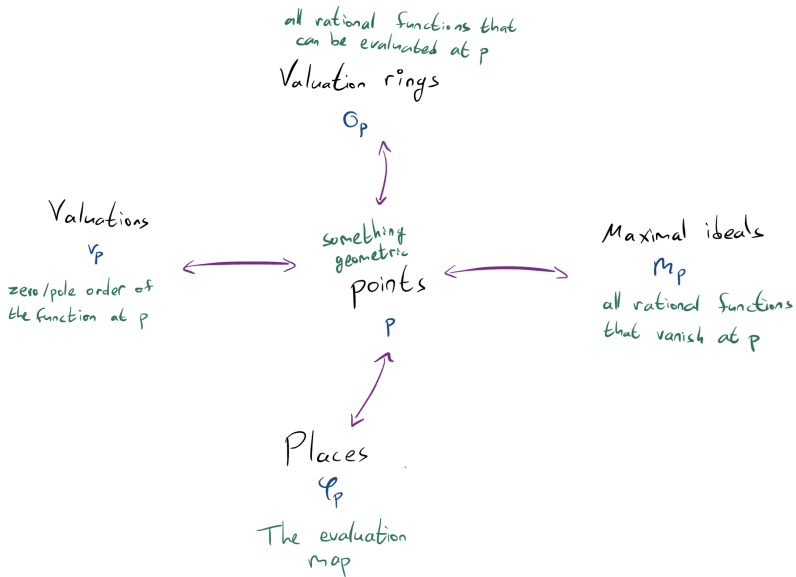 all rational functions that
can be evaluated at p
Valuation rings
O_p
Valuations
v_p
zero/pole order of
the function at p
something
geometric
points
p
Maximal ideals
m_p
all rational functions
that vanish at p
Places
φ_p
The evaluation
map